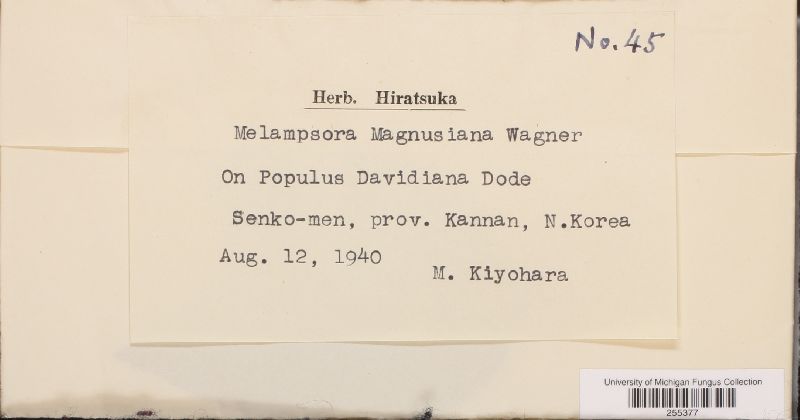 No. 45
Herb. Hiratsuka
Melampsora Magnusiana Wagner
On Populus Davidiana Dode
Senko-men, prov. Kannan, N.Korea
Aug. 12, 1940
M. Kiyohara
University of Michigan Fungus Collection
255377